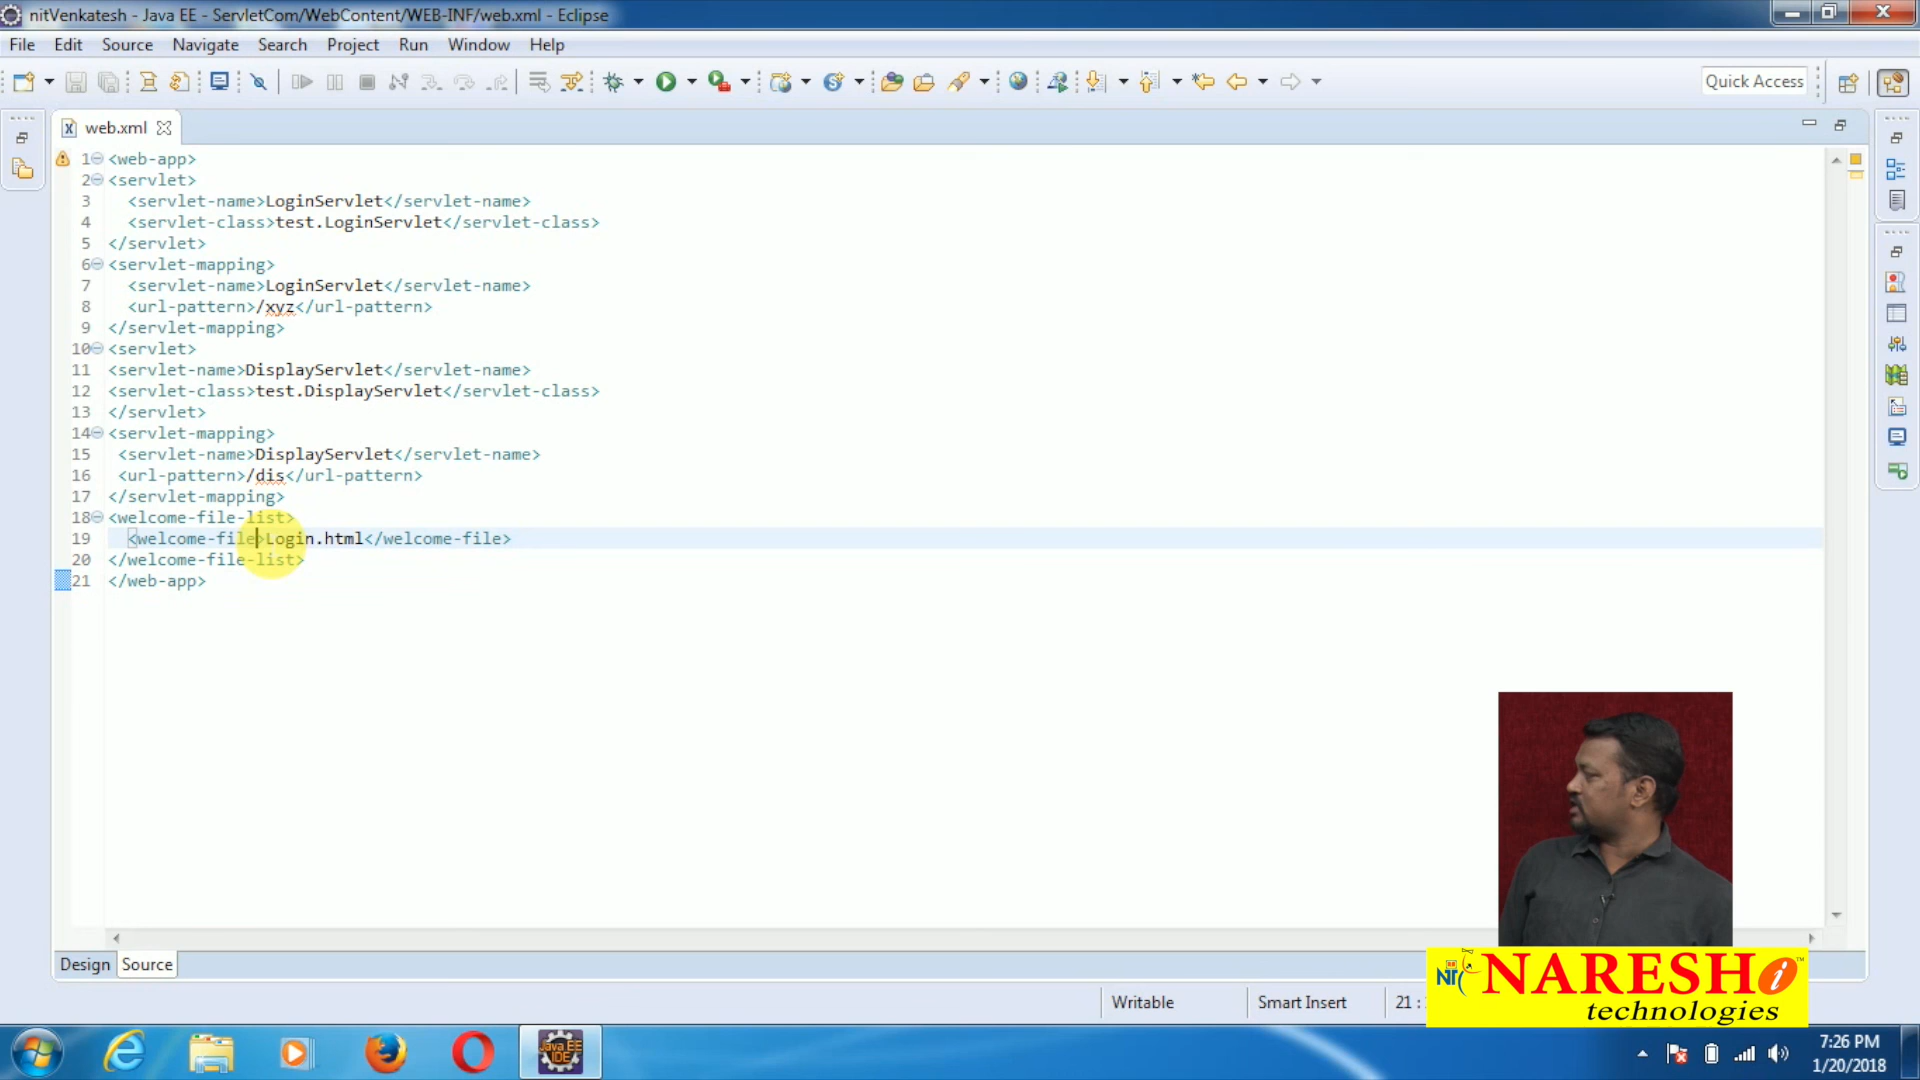 nitVenkatesh - Java EE - ServletCom/WebContent/WEB-INF/web.xml - Eclipse
File Edit Source Navigate Search Project Run Window Help
Quick Access
web.xml
1 <web-app>
2 <servlet>
3 <servlet-name>LoginServlet</servlet-name>
4 <servlet-class>test.LoginServlet</servlet-class>
5 </servlet>
6 <servlet-mapping>
7 <servlet-name>LoginServlet</servlet-name>
8 <url-pattern>/xyz</url-pattern>
9 </servlet-mapping>
10 <servlet>
11 <servlet-name>DisplayServlet</servlet-name>
12 <servlet-class>test.DisplayServlet</servlet-class>
13 </servlet>
14 <servlet-mapping>
15 <servlet-name>DisplayServlet</servlet-name>
16 <url-pattern>/dis</url-pattern>
17 </servlet-mapping>
18 <welcome-file-list>
19 <welcome-file>Login.html</welcome-file>
20 </welcome-file-list>
21 </web-app>
Design Source
Writable Smart Insert 21 :
NARESH i
technologies
Java EE
IDE
7:26 PM
1/20/2018